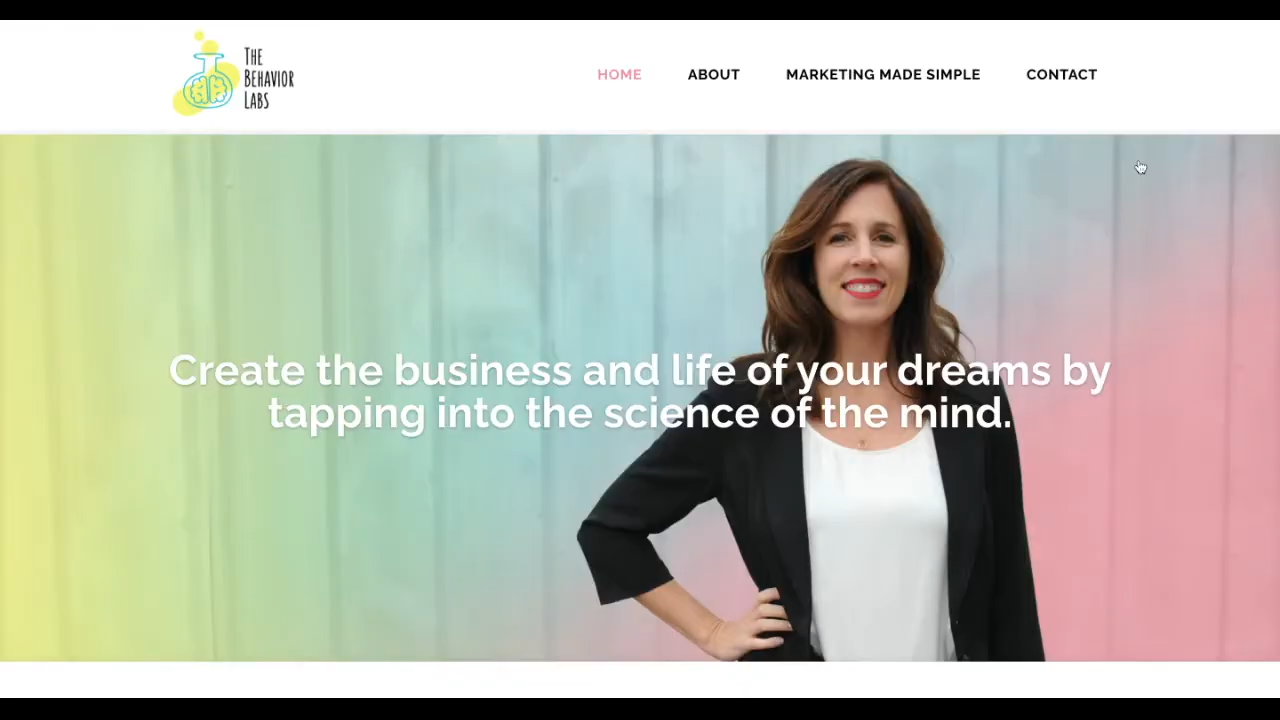 THE
BEHAVIOR
LABS
HOME ABOUT MARKETING MADE SIMPLE CONTACT
Create the business and life of your dreams by
tapping into the science of the mind.